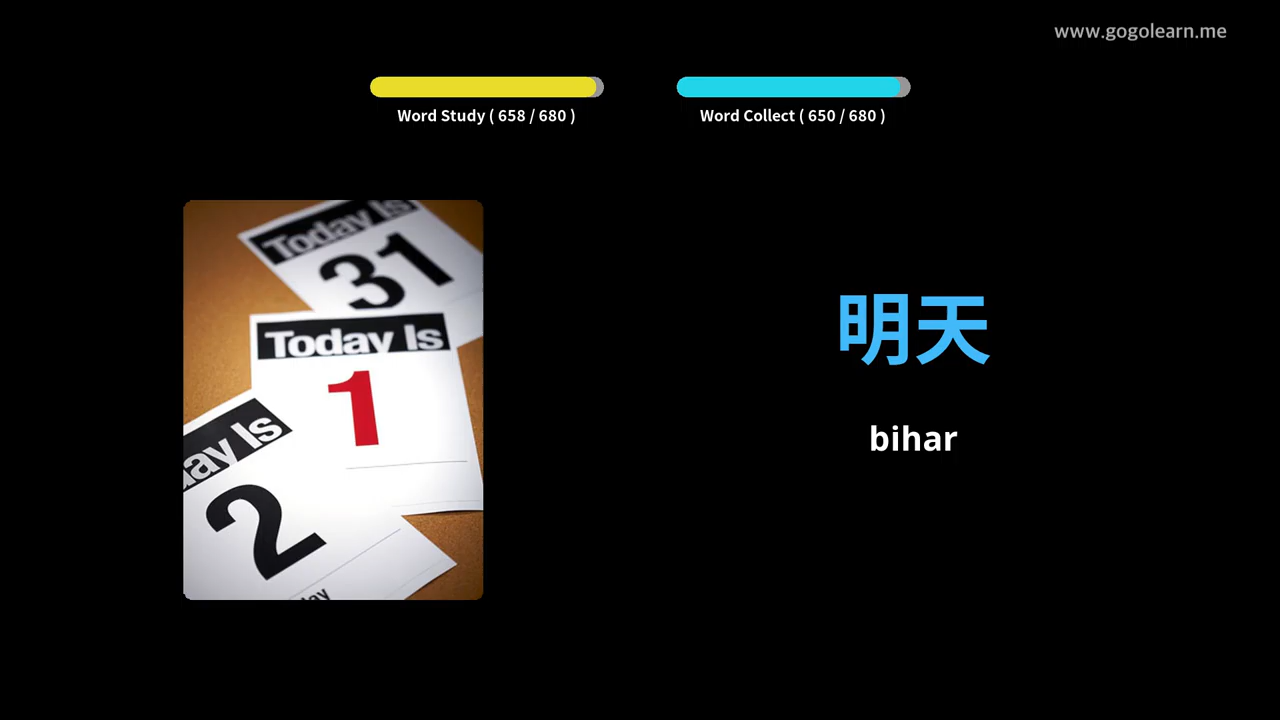 www.gogolearn.me
Word Study ( 658 / 680 )
Word Collect ( 650 / 680 )
Today Is
31
Today Is
1
ay Is
2
明天
bihar